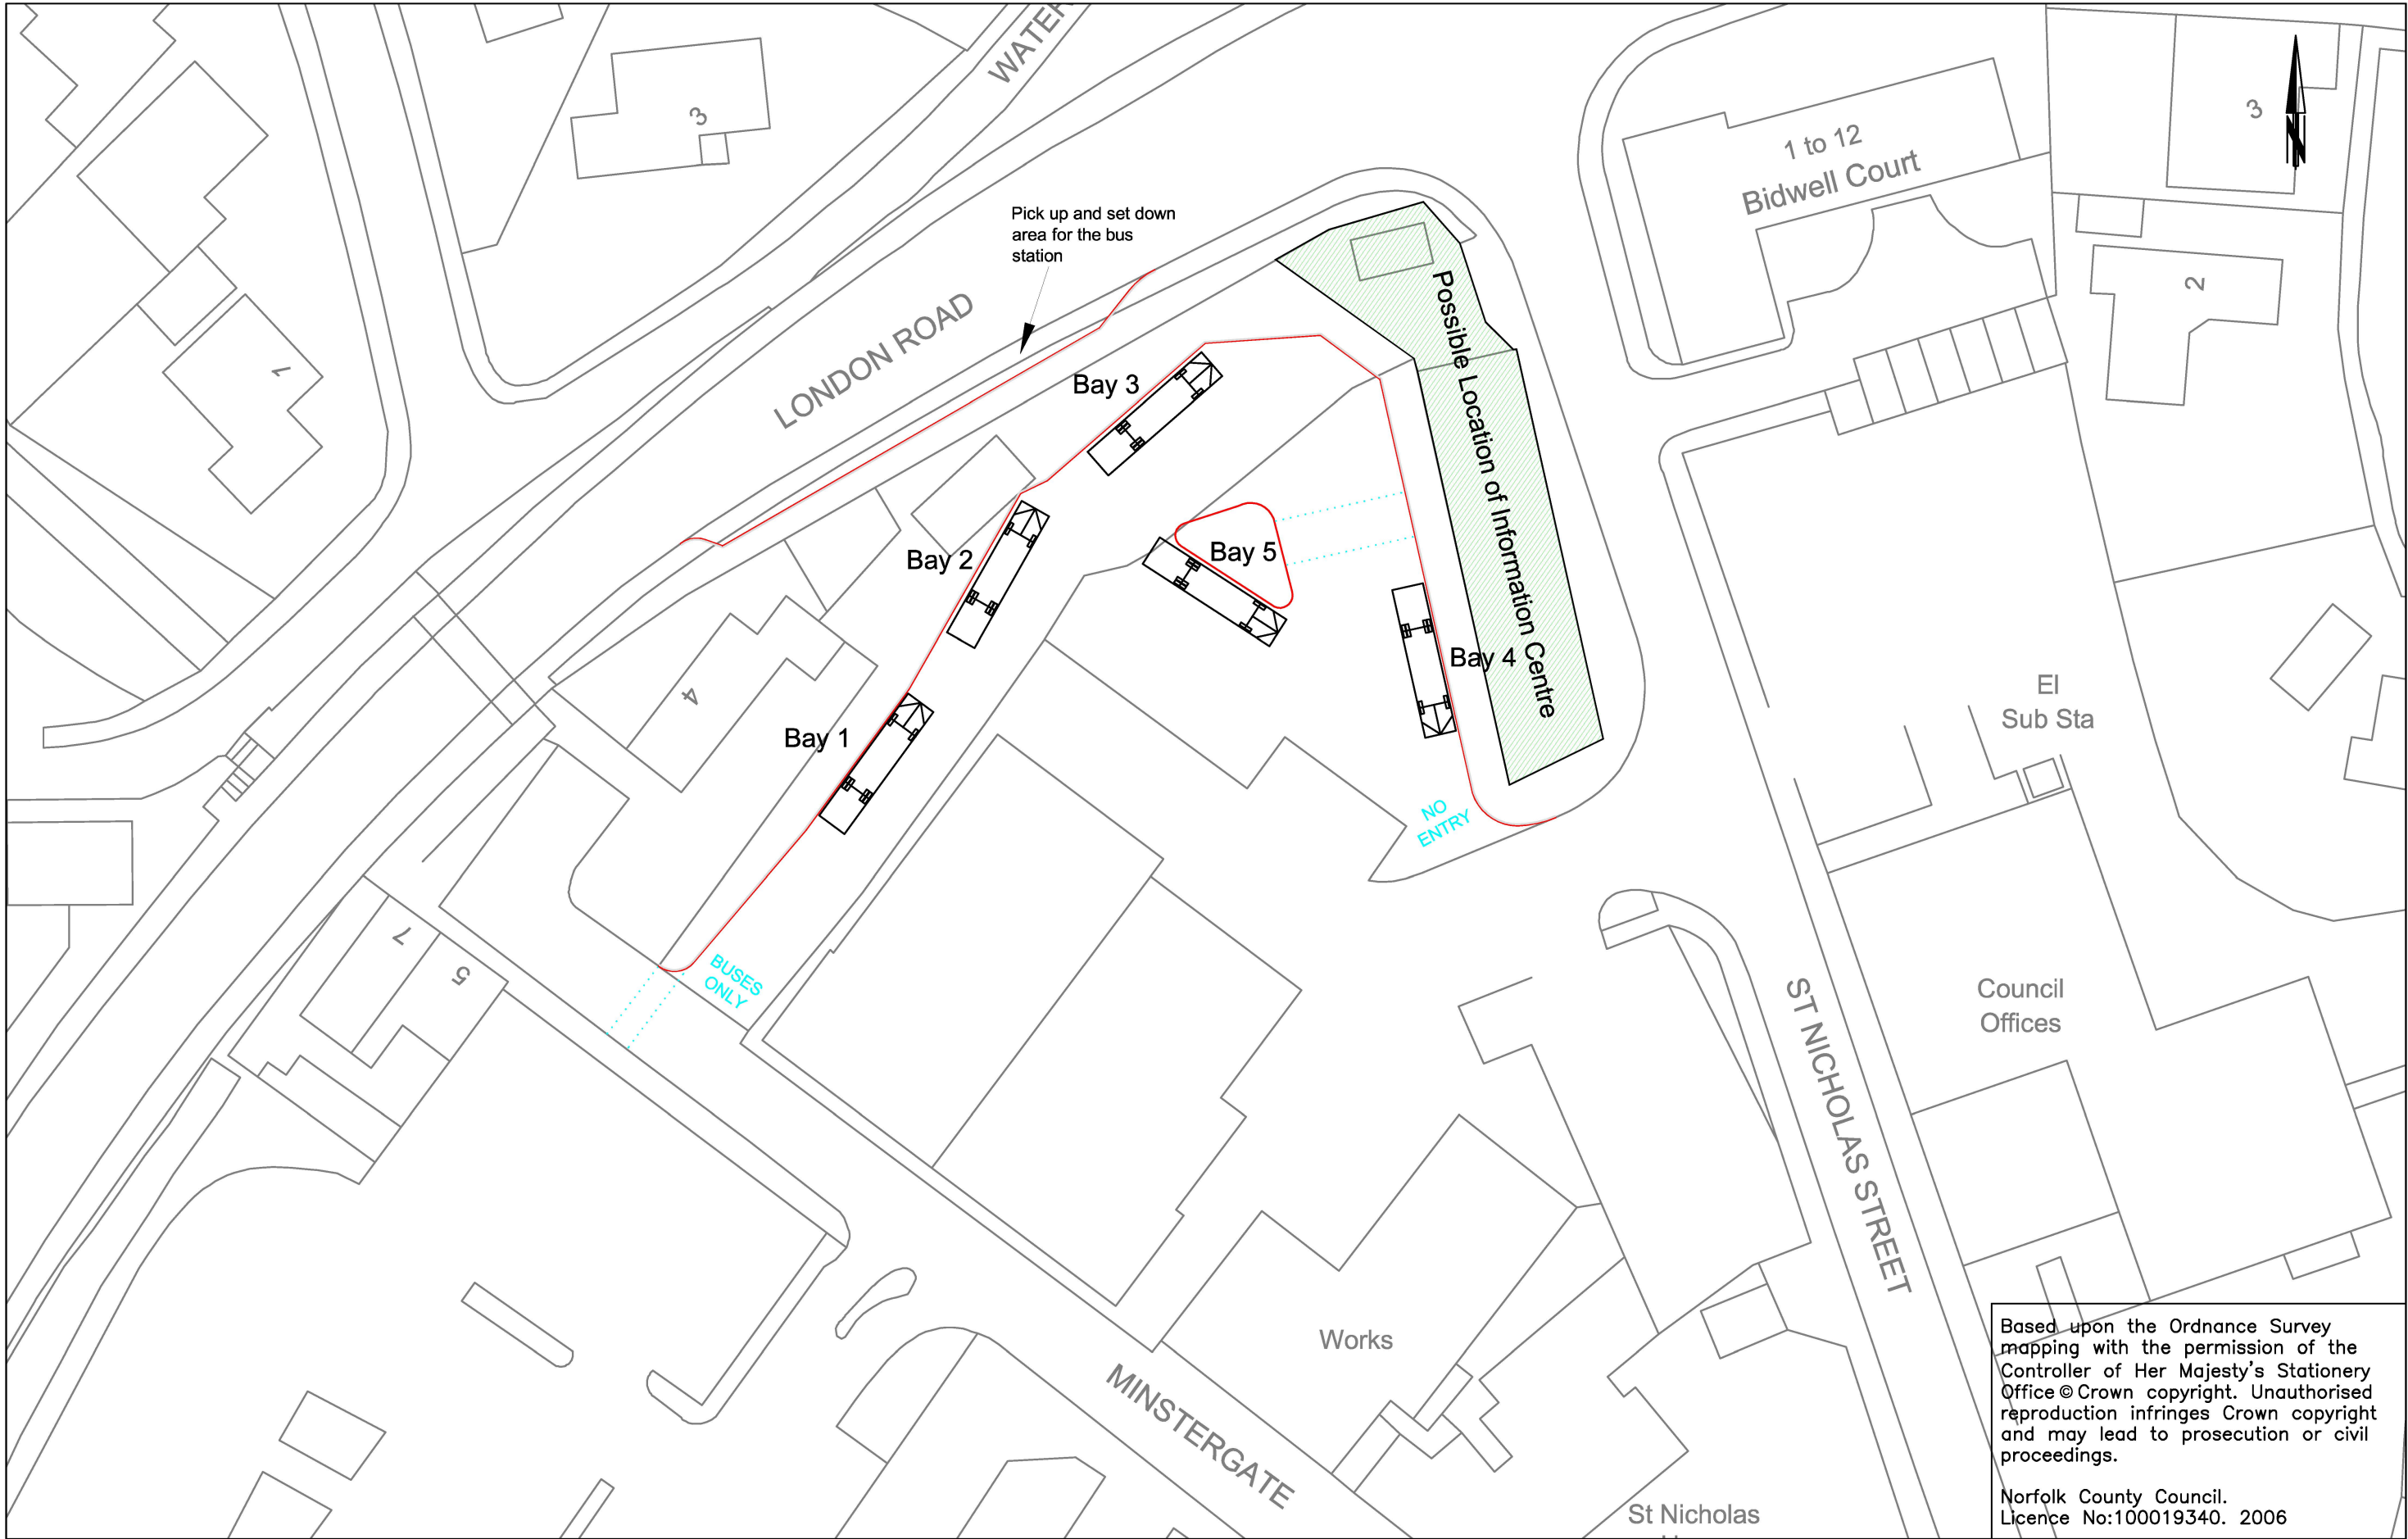 WATER
3
1 to 12
Bidwell Court
3
N
Pick up and set down
area for the bus
station
LONDON ROAD
2
1
Bay 3
Possible Location of Information Centre
Bay 2
Bay 5
Bay 4
4
Bay 1
El
Sub Sta
NO
ENTRY
7
5
BUSES
ONLY
ST NICHOLAS STREET
Council
Offices
Works
MINSTERGATE
St Nicholas
Based upon the Ordnance Survey
mapping with the permission of the
Controller of Her Majesty's Stationery
Office © Crown copyright. Unauthorised
reproduction infringes Crown copyright
and may lead to prosecution or civil
proceedings.
Norfolk County Council.
Licence No:100019340. 2006